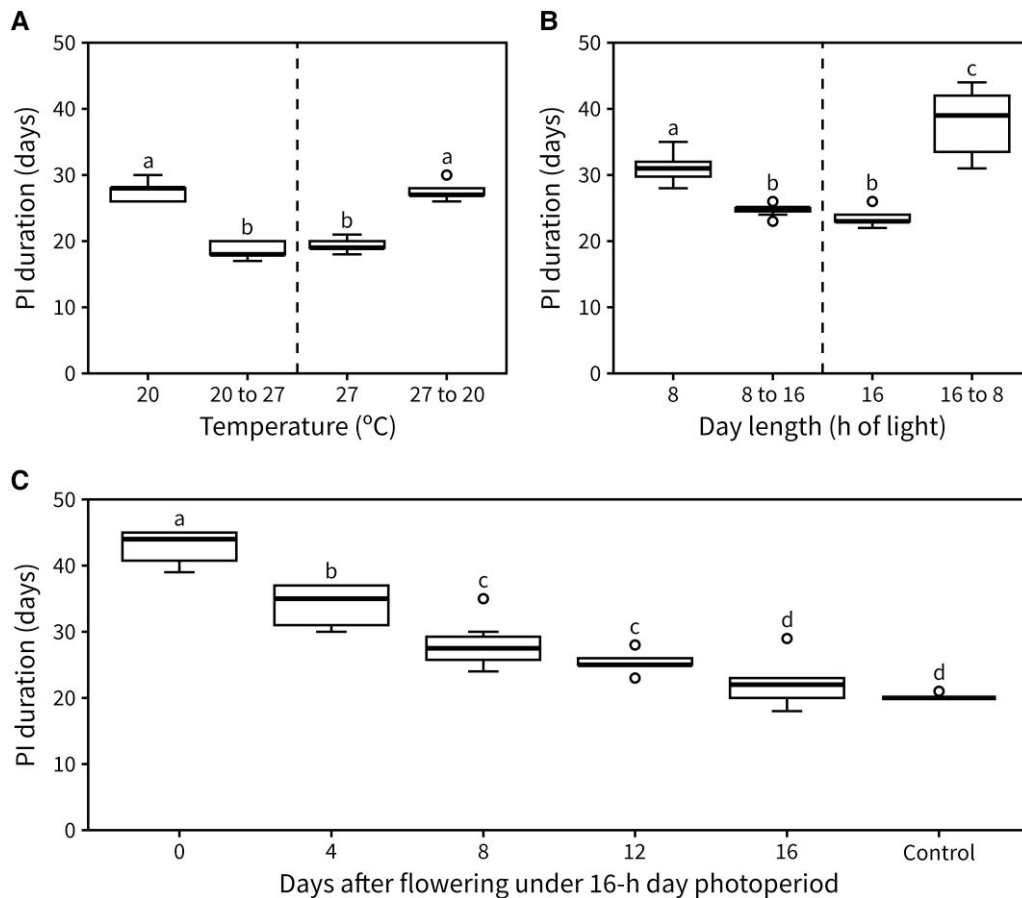 A
PI duration (days)
50
40
30
20
10
0
a
b
b
a
20
20 to 27
27
27 to 20
Temperature (ºC)
B
PI duration (days)
50
40
30
20
10
0
a
b
b
c
8
8 to 16
16
16 to 8
Day length (h of light)
C
PI duration (days)
50
40
30
20
10
0
a
b
c
c
d
d
0
4
8
12
16
Control
Days after flowering under 16-h day photoperiod